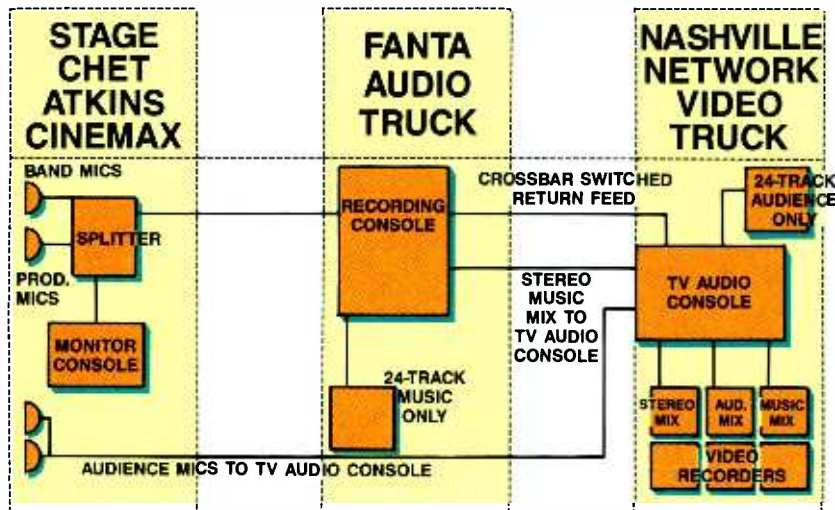 STAGE
CHET
ATKINS
CINEMAX
FANTA
AUDIO
TRUCK
NASHVILLE
NETWORK
VIDEO
TRUCK
BAND MICS
SPLITTER
PROD.
MICS
MONITOR
CONSOLE
RECORDING
CONSOLE
24-TRACK
MUSIC
ONLY
CROSSBAR SWITCHED
RETURN FEED
STEREO
MUSIC
MIX TO
TV AUDIO
CONSOLE
24-TRACK
AUDIENCE
ONLY
TV AUDIO
CONSOLE
STEREO
MIX
AUD.
MIX
MUSIC
MIX
VIDEO
RECORDERS
AUDIENCE MICS TO TV AUDIO CONSOLE